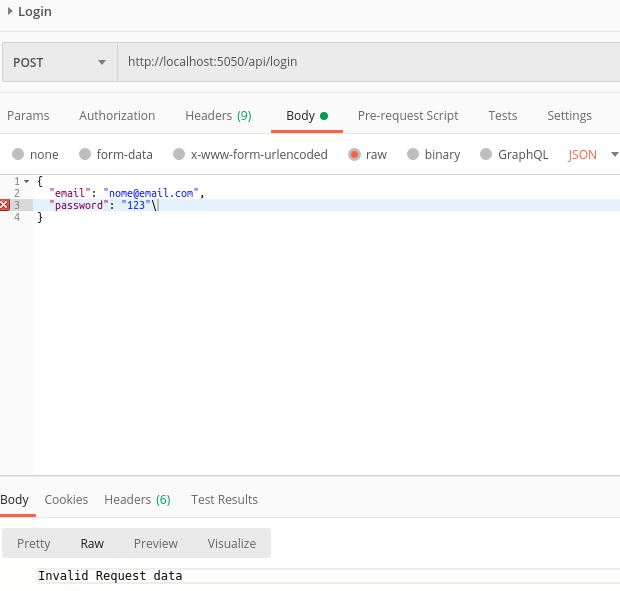 Login
POST http://localhost:5050/api/login
Params Authorization Headers (9) Body Pre-request Script Tests Settings
none form-data x-www-form-urlencoded raw binary GraphQL JSON
1 {
2 "email": "nome@email.com",
3 "password": "123"\
4 }
Body Cookies Headers (6) Test Results
Pretty Raw Preview Visualize
Invalid Request data